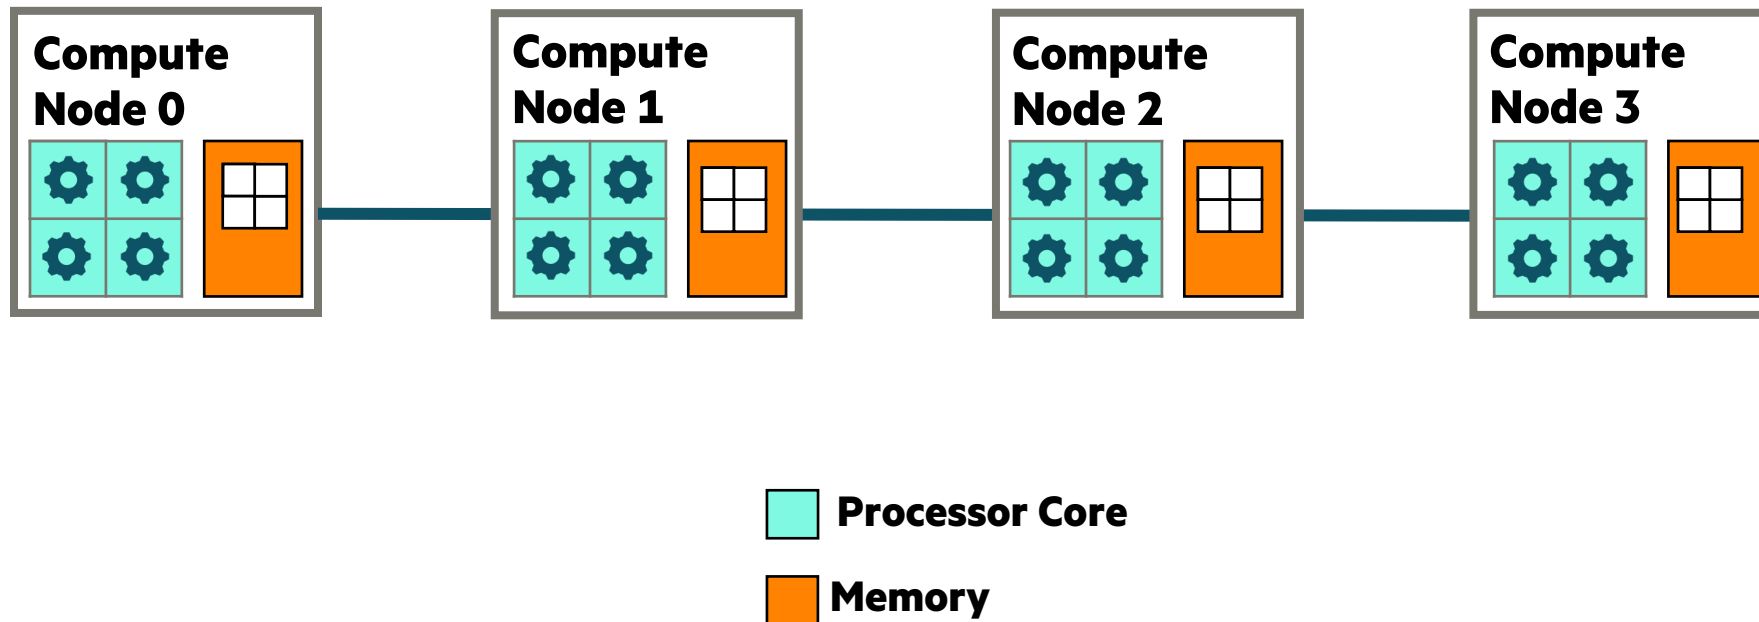 Compute
Node 0
Compute
Node 1
Compute
Node 2
Compute
Node 3
Processor Core
Memory